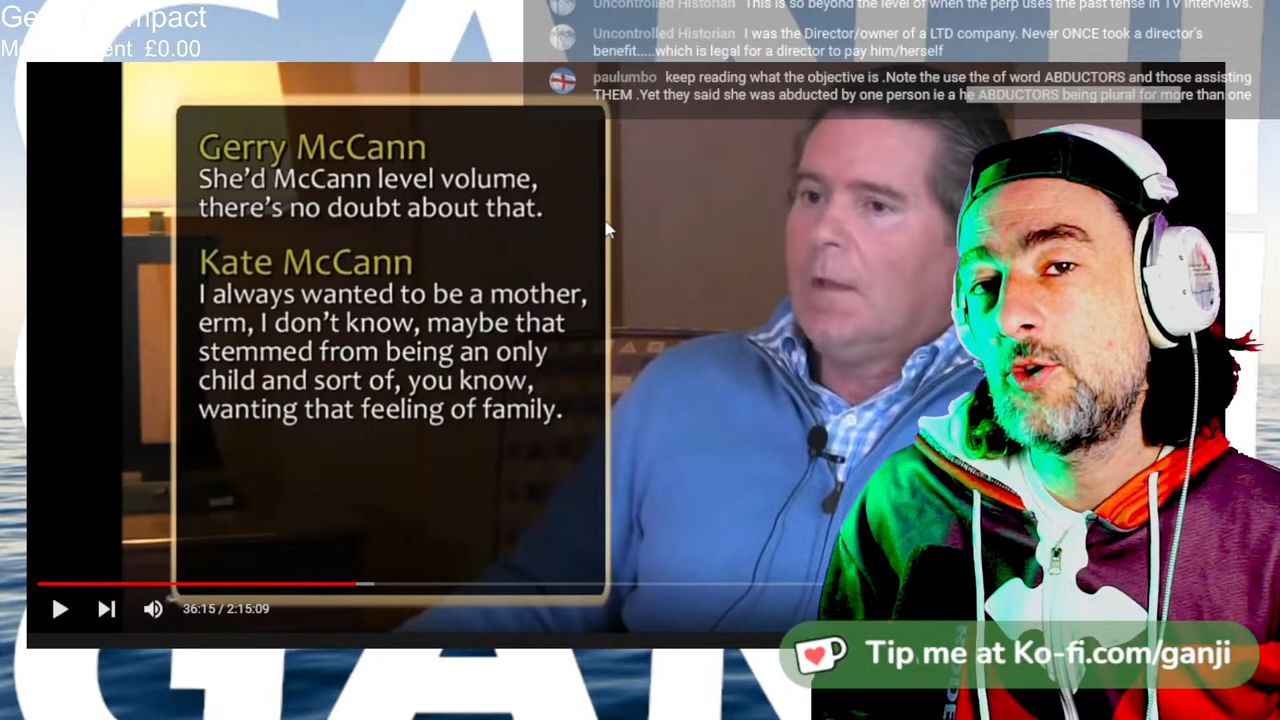 Ge mpact
M nt £0.00
Uncontrolled Historian This is so beyond the level of when the perp uses the past tense in TV interviews.
Uncontrolled Historian I was the Director/owner of a LTD company. Never ONCE took a director's
benefit.....which is legal for a director to pay him/herself
paulumbo keep reading what the objective is .Note the use the of word ABDUCTORS and those assisting
THEM .Yet they said she was abducted by one person ie a he ABDUCTORS being plural for more than one
Gerry McCann
She'd McCann level volume,
there's no doubt about that.
Kate McCann
I always wanted to be a mother,
erm, I don't know, maybe that
stemmed from being an only
child and sort of, you know,
wanting that feeling of family.
36:15 / 2:15:09
Tip me at Ko-fi.com/ganji